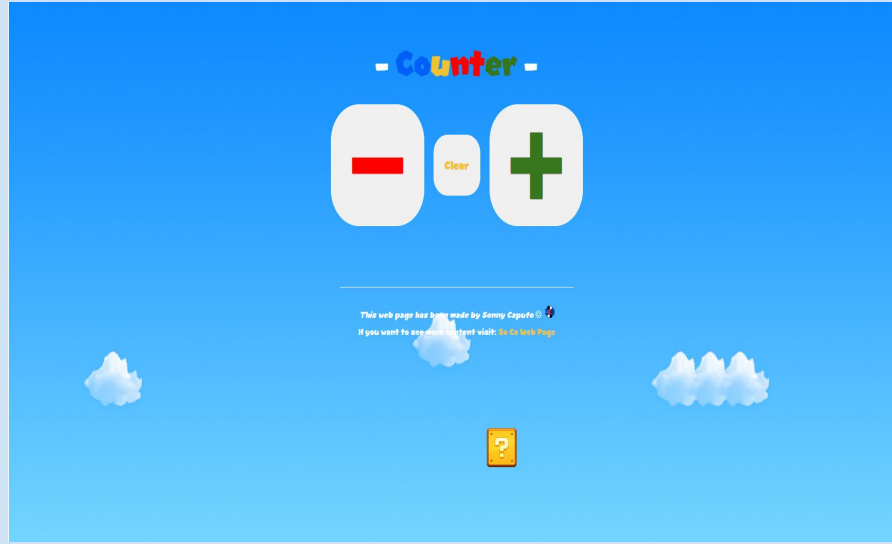 - Counter -
Clear
This web page has been made by Sonny Caputo ©
If you want to see more content visit: So Ca Web Page
?